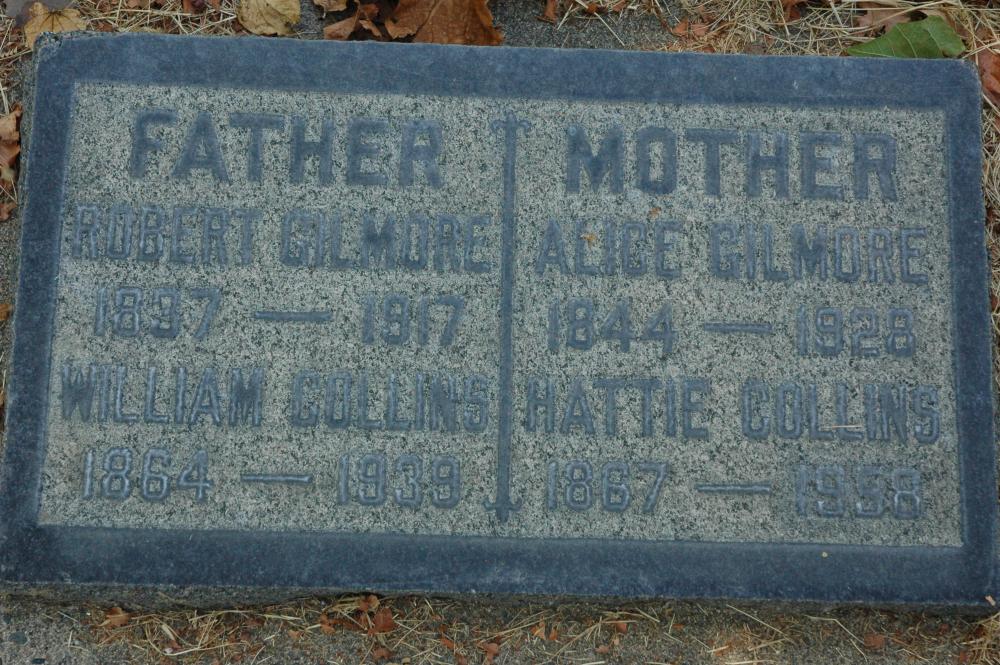 FATHER
ROBERT GILMORE
1837 — 1917
WILLIAM COLLINS
1864 — 1939
MOTHER
ALICE GILMORE
1844 — 1928
HATTIE COLLINS
1867 — 1958